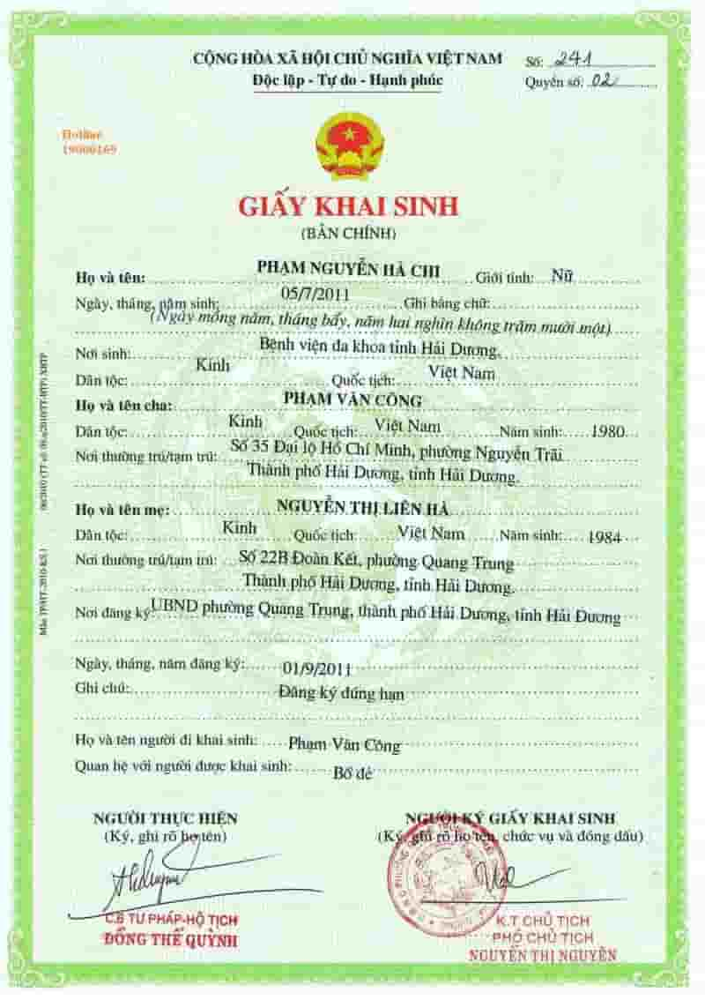 CỘNG HÒA XÃ HỘI CHỦ NGHĨA VIỆT NAM
Độc lập - Tự do - Hạnh phúc
Số: 241
Quyển số: 02
Hotline
19006169
GIẤY KHAI SINH
(BẢN CHÍNH)
Họ và tên: PHẠM NGUYỄN HÀ CHI Giới tính: Nữ
Ngày, tháng, năm sinh: 05/7/2011 Ghi bằng chữ:
(Ngày mồng năm, tháng bẩy, năm hai nghìn không trăm mười một)
Nơi sinh: Bệnh viện đa khoa tỉnh Hải Dương.
Dân tộc: Kinh Quốc tịch: Việt Nam
Họ và tên cha: PHẠM VĂN CÔNG
Dân tộc: Kinh Quốc tịch: Việt Nam Năm sinh: 1980
Nơi thường trú/tạm trú: Số 35 Đại lộ Hồ Chí Minh, phường Nguyễn Trãi
Thành phố Hải Dương, tỉnh Hải Dương.
Họ và tên mẹ: NGUYỄN THỊ LIÊN HÀ
Dân tộc: Kinh Quốc tịch: Việt Nam Năm sinh: 1984
Nơi thường trú/tạm trú: Số 22B Đoàn Kết, phường Quang Trung
Thành phố Hải Dương, tỉnh Hải Dương.
Nơi đăng ký: UBND phường Quang Trung, thành phố Hải Dương, tỉnh Hải Dương
Ngày, tháng, năm đăng ký: 01/9/2011
Ghi chú: Đăng ký đúng hạn
Họ và tên người đi khai sinh: Phạm Văn Công
Quan hệ với người được khai sinh: Bố đẻ
NGƯỜI THỰC HIỆN
(Ký, ghi rõ họ tên)
C.B TƯ PHÁP-HỘ TỊCH
ĐỒNG THẾ QUỲNH
NGƯỜI KÝ GIẤY KHAI SINH
(Ký, ghi rõ họ tên, chức vụ và đóng dấu)
K.T CHỦ TỊCH
PHÓ CHỦ TỊCH
NGUYỄN THỊ NGUYÊN